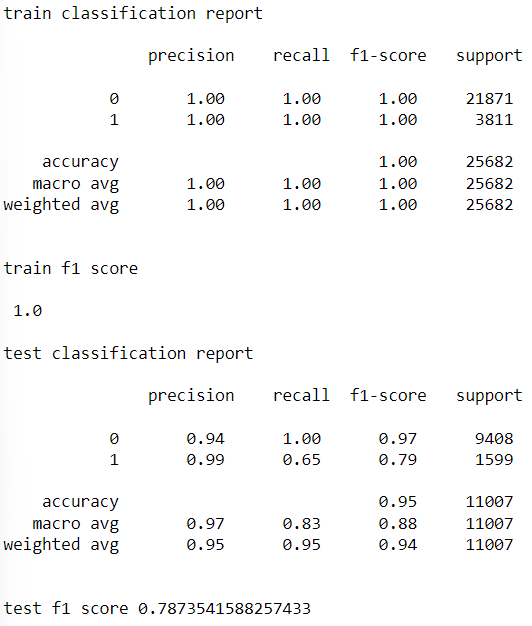 train classification report
precision recall f1-score support
0 1.00 1.00 1.00 21871
1 1.00 1.00 1.00 3811
accuracy 1.00 25682
macro avg 1.00 1.00 1.00 25682
weighted avg 1.00 1.00 1.00 25682
train f1 score
1.0
test classification report
precision recall f1-score support
0 0.94 1.00 0.97 9408
1 0.99 0.65 0.79 1599
accuracy 0.95 11007
macro avg 0.97 0.83 0.88 11007
weighted avg 0.95 0.95 0.94 11007
test f1 score 0.7873541588257433